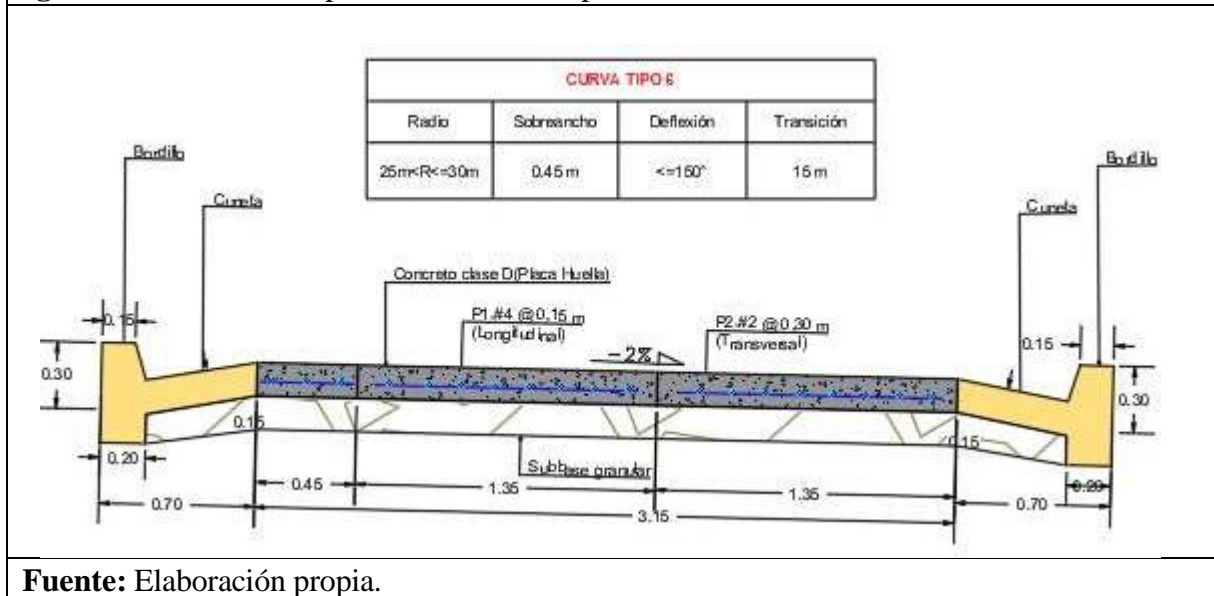 CURVA TIPO 6
Radio Sobreancho Deflexión Transición
25m<R<=30m 0.45 m <=150° 15 m
Bordillo
Bordillo
Cuneta
Cuneta
Concreto clase D(Placa Huella)
0.15
P1.#4 @0,15 m
(Longitudinal)
P2.#2 @0.30 m
(Transversal)
-2%
0.15
0.30
0.30
0.15
0.15
0.20
Subbase granular
0.20
0.45
1.35
1.35
0.70
3.15
0.70
Fuente: Elaboración propia.